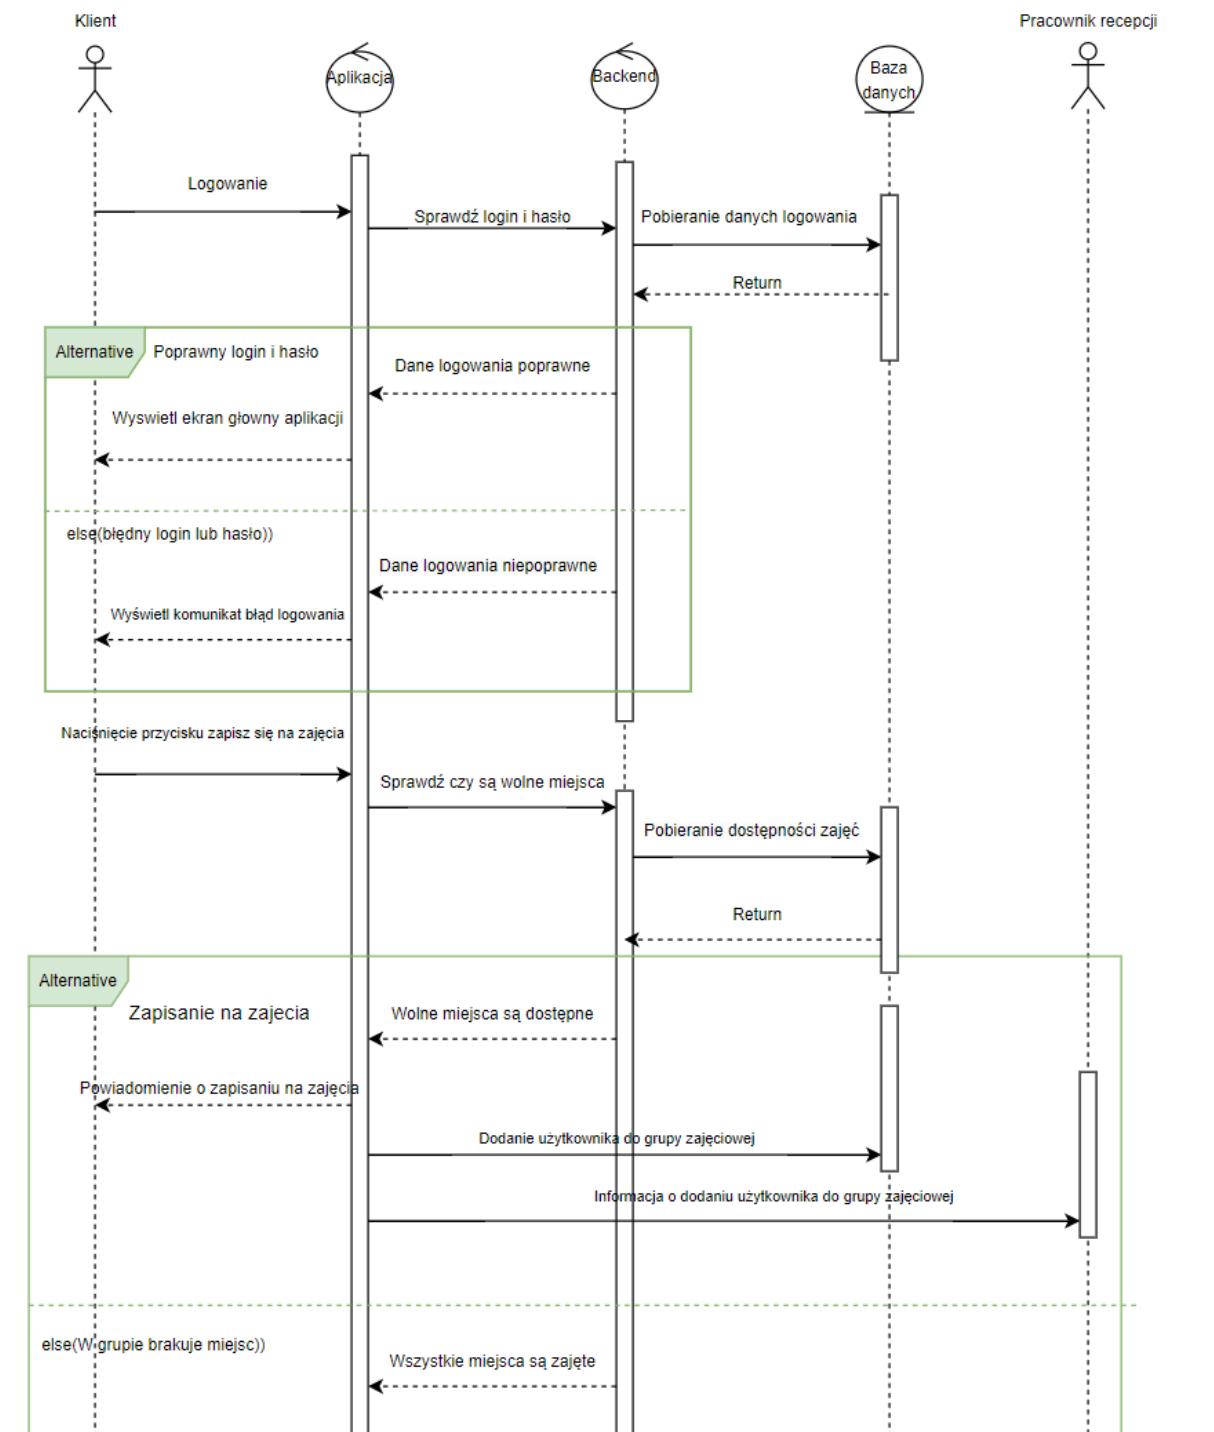 Klient
Pracownik recepcji
Aplikacja
Backend
Baza
danych
Logowanie
Sprawdź login i hasło
Pobieranie danych logowania
Return
Alternative
Poprawny login i hasło
Dane logowania poprawne
Wyswietl ekran głowny aplikacji
else(błędny login lub hasło))
Dane logowania niepoprawne
Wyświetl komunikat błąd logowania
Naciśnięcie przycisku zapisz się na zajęcia
Sprawdź czy są wolne miejsca
Pobieranie dostępności zajęć
Return
Alternative
Zapisanie na zajecia
Wolne miejsca są dostępne
Powiadomienie o zapisaniu na zajęcia
Dodanie użytkownika do grupy zajęciowej
Informacja o dodaniu użytkownika do grupy zajęciowej
else(W grupie brakuje miejsc))
Wszystkie miejsca są zajęte